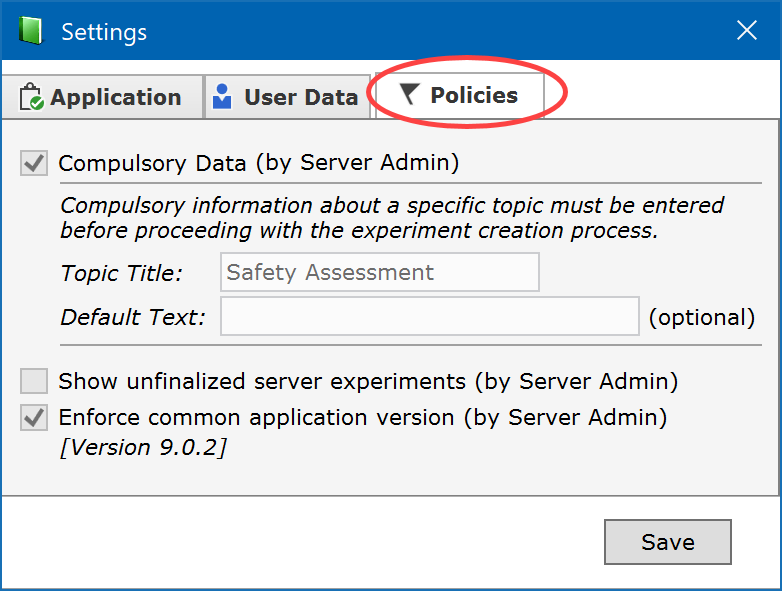 Settings
Application
User Data
Policies
Compulsory Data (by Server Admin)
Compulsory information about a specific topic must be entered
before proceeding with the experiment creation process.
Topic Title: Safety Assessment
Default Text: (optional)
Show unfinalized server experiments (by Server Admin)
Enforce common application version (by Server Admin)
[Version 9.0.2]
Save